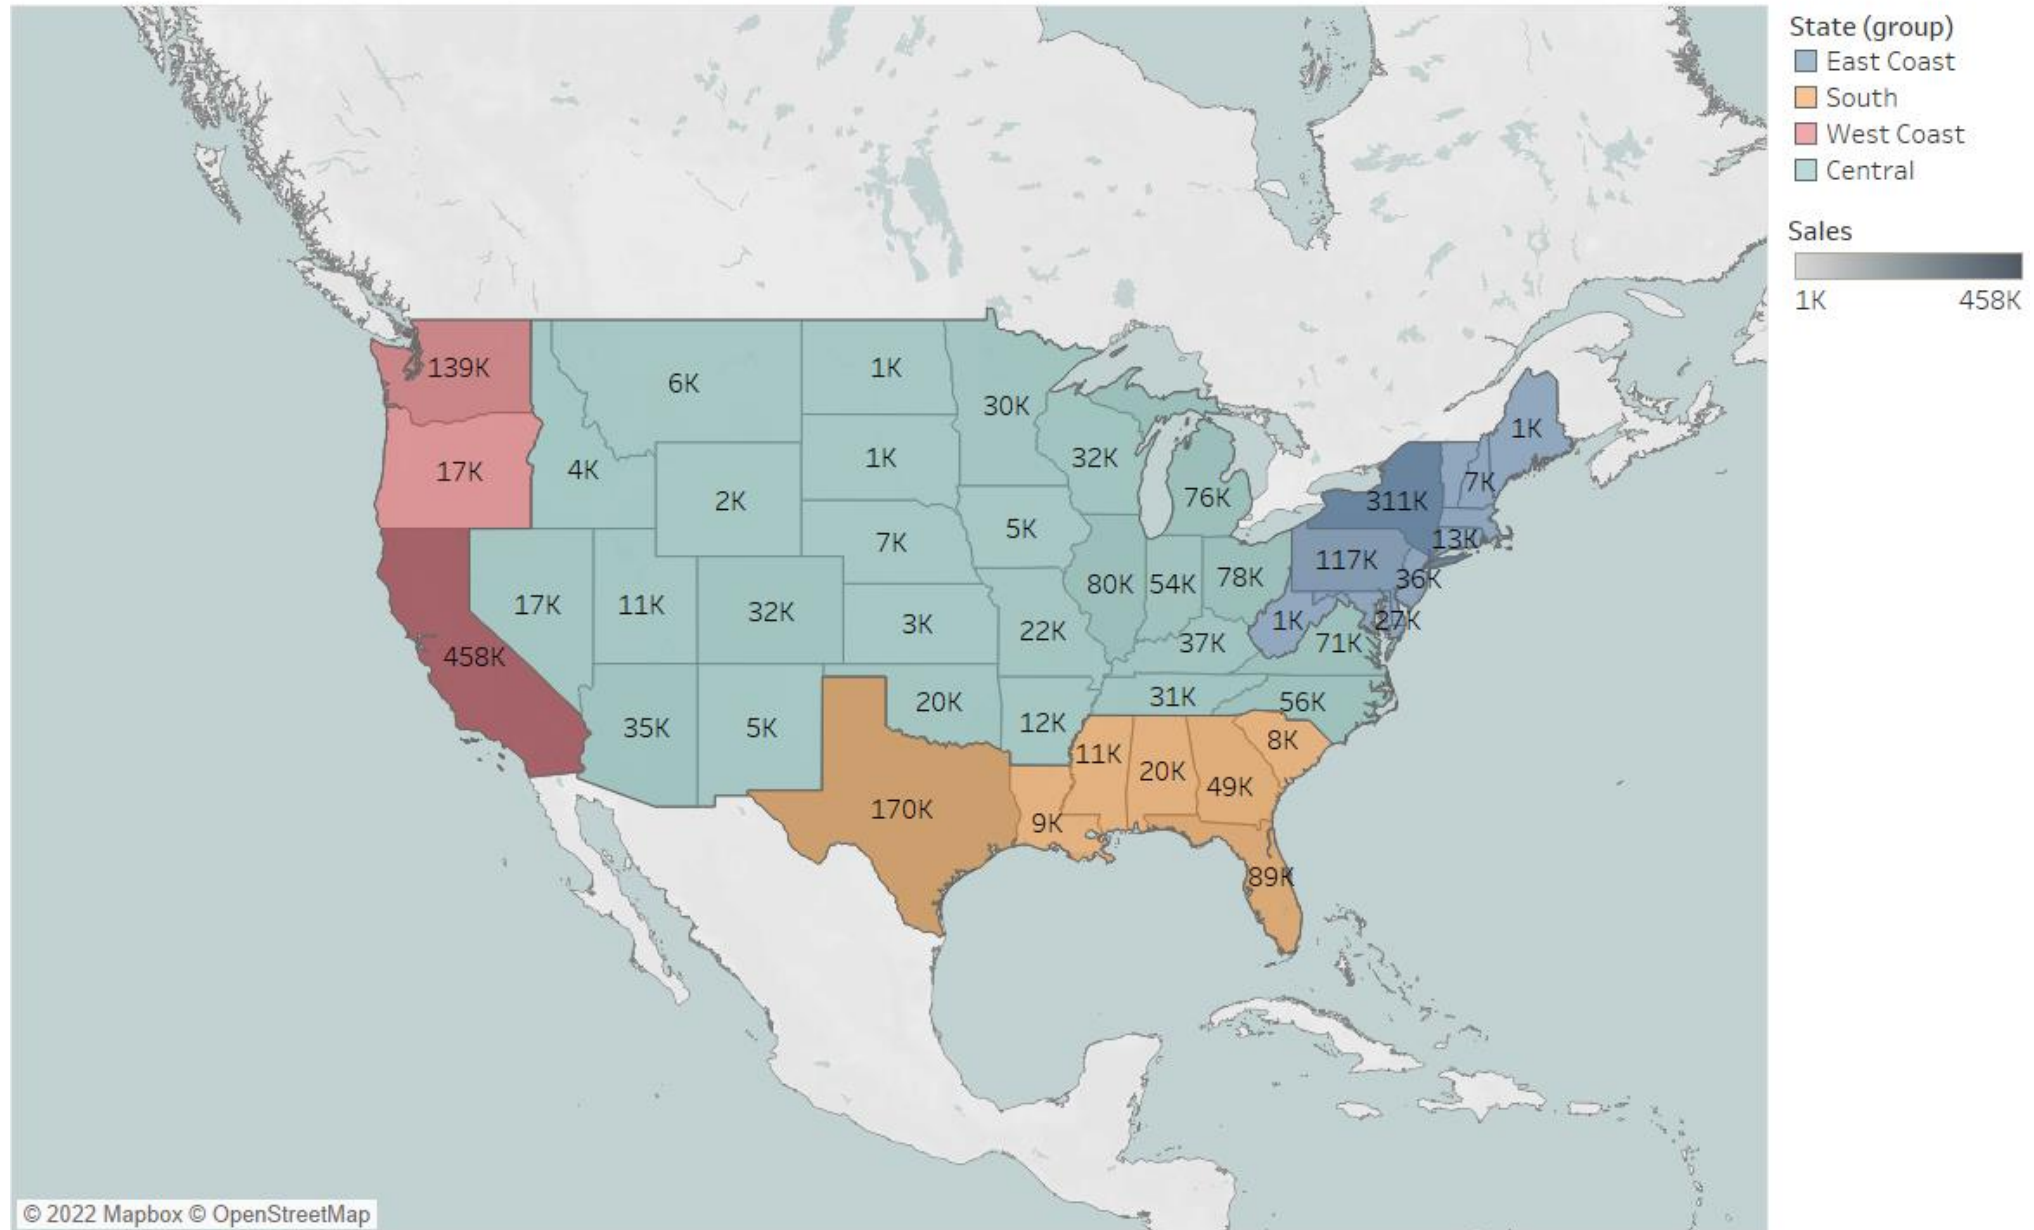 State (group)
East Coast
South
West Coast
Central
Sales
1K 458K
139K
6K
1K
30K
1K
17K
4K
1K
32K
7K
2K
76K
311K
5K
7K
13K
117K
36K
80K
54K
78K
17K
11K
32K
3K
22K
1K
27K
37K
71K
31K
56K
20K
12K
35K
5K
8K
11K
20K
49K
170K
9K
89K
458K
© 2022 Mapbox © OpenStreetMap